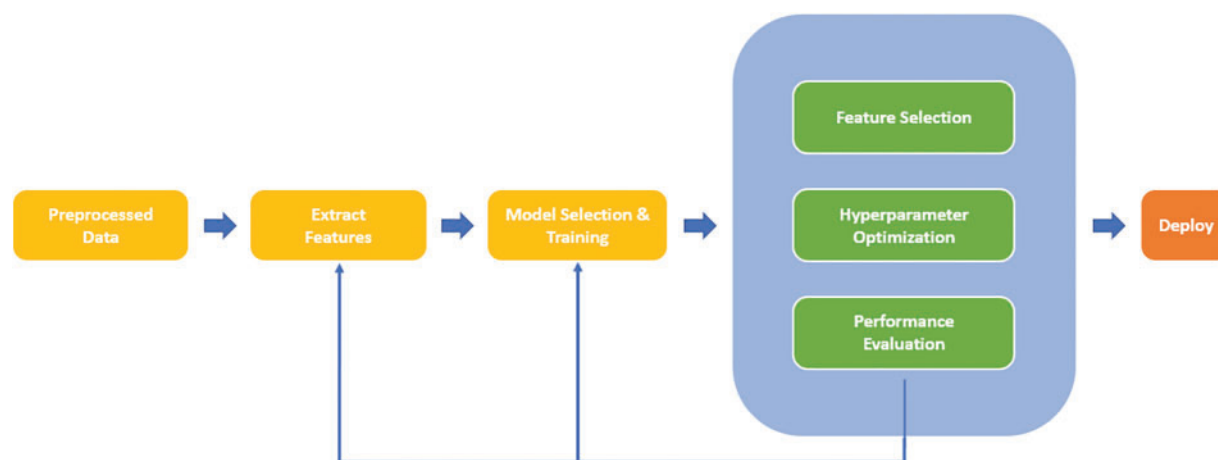 Preprocessed
Data
Extract
Features
Model Selection &
Training
Feature Selection
Hyperparameter
Optimization
Performance
Evaluation
Deploy